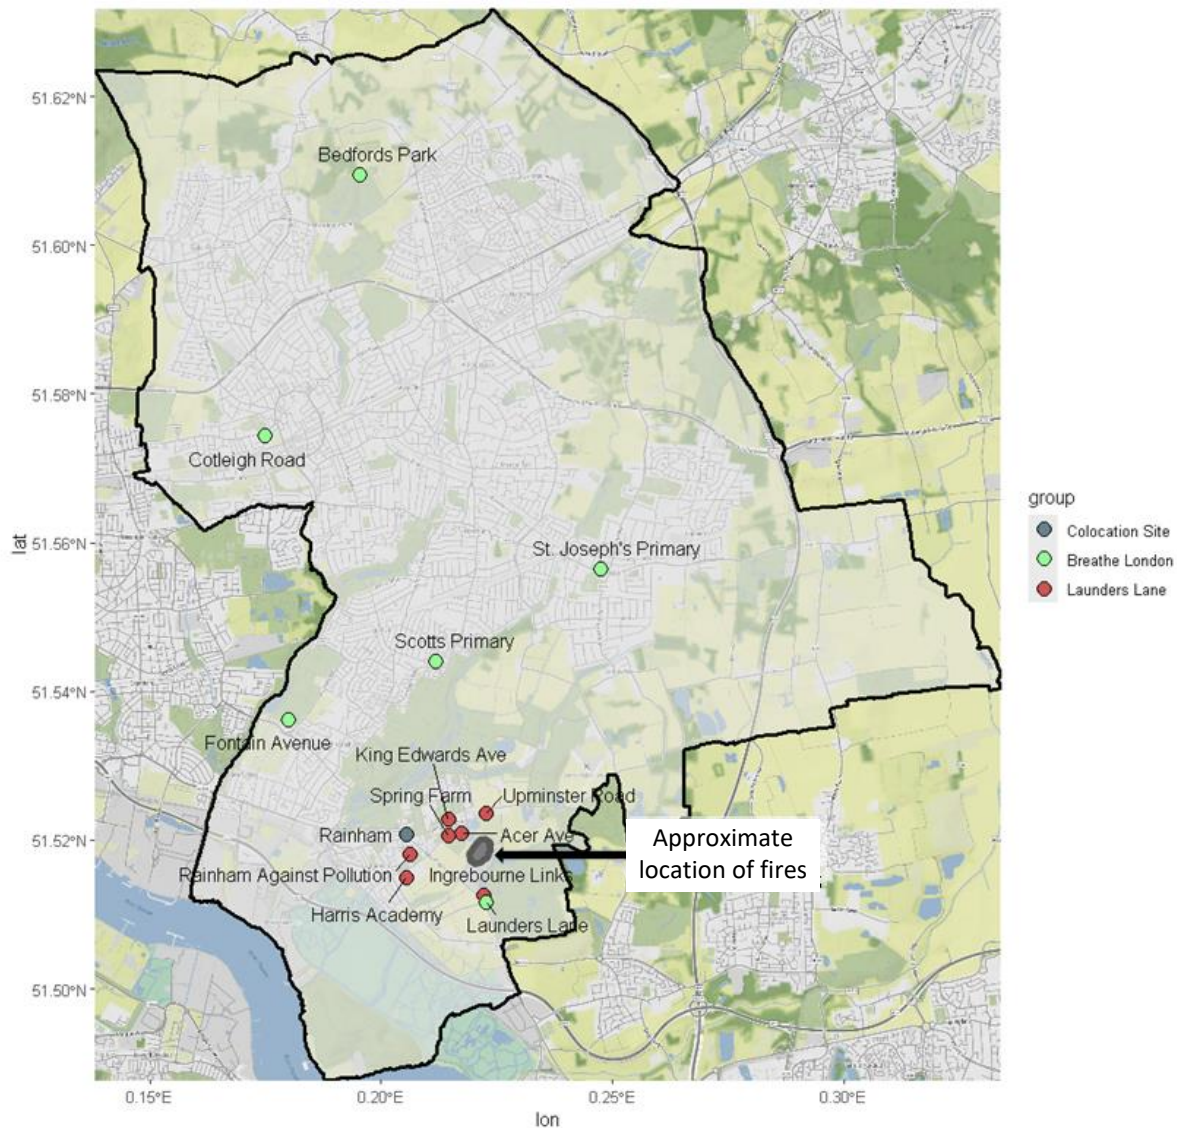 51.62°N
Bedfords Park
51.60°N
51.58°N
Cotleigh Road
group
Colocation Site
Breathe London
Launders Lane
lat
51.56°N
St. Joseph's Primary
Scotts Primary
51.54°N
Fontain Avenue
King Edwards Ave
Spring Farm
Upminster Road
Rainham
Acer Ave
51.52°N
Approximate
location of fires
Rainham Against Pollution
Ingrebourne Links
Harris Academy
Launders Lane
51.50°N
0.15°E
0.20°E
0.25°E
0.30°E
lon